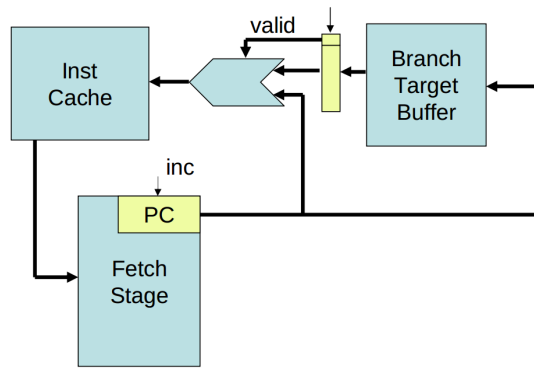 valid
Inst
Cache
Branch
Target
Buffer
inc
PC
Fetch
Stage